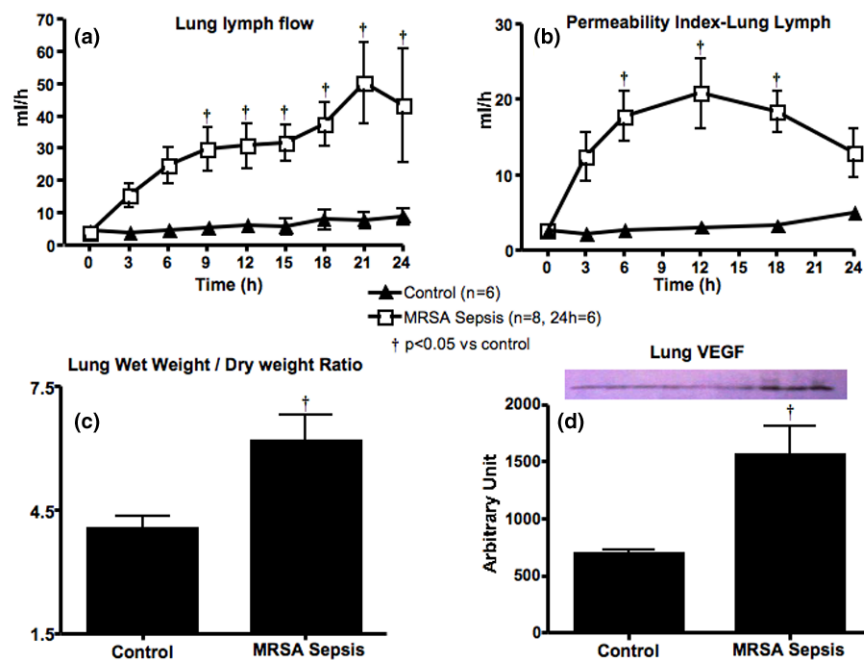 Lung lymph flow
(a)
ml/h
70
60
50
40
30
20
10
0
† † † † † †
0 3 6 9 12 15 18 21 24
Time (h)
Permeability Index-Lung Lymph
(b)
ml/h
30
20
10
0
† † †
0 3 6 12 18 24
Time (h)
Control (n=6)
MRSA Sepsis (n=8, 24h=6)
† p<0.05 vs control
Lung Wet Weight / Dry weight Ratio
(c)
7.5
4.5
1.5
†
Control MRSA Sepsis
Lung VEGF
(d)
Arbitrary Unit
2000
1500
1000
500
0
†
Control MRSA Sepsis